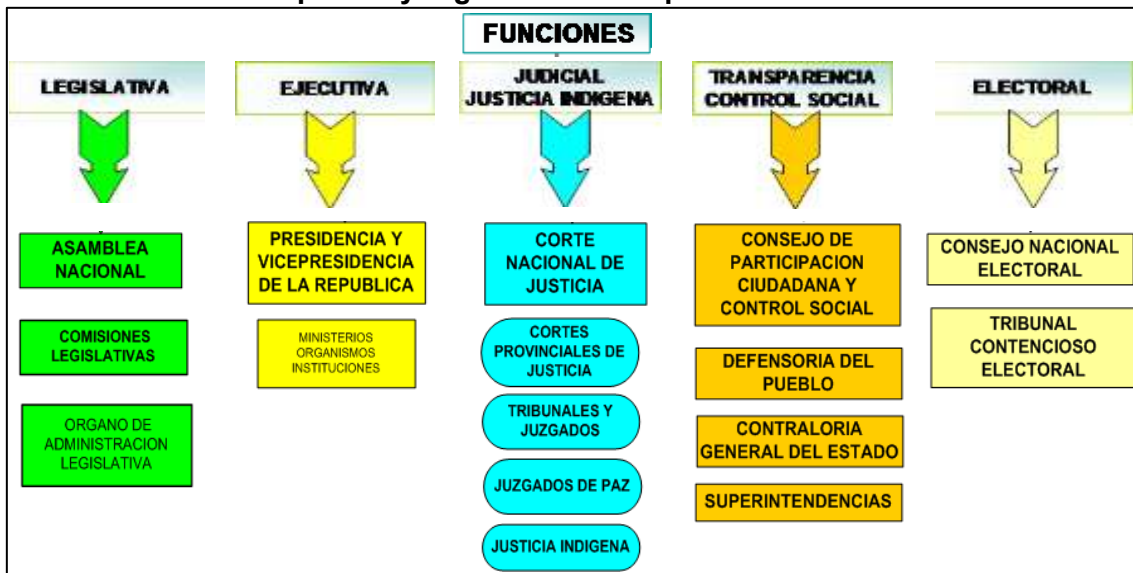 FUNCIONES
LEGISLATIVA
EJECUTIVA
JUDICIAL
JUSTICIA INDIGENA
TRANSPARENCIA
CONTROL SOCIAL
ELECTORAL
ASAMBLEA
NACIONAL
COMISIONES
LEGISLATIVAS
ORGANO DE
ADMINISTRACION
LEGISLATIVA
PRESIDENCIA Y
VICEPRESIDENCIA
DE LA REPUBLICA
MINISTERIOS
ORGANISMOS
INSTITUCIONES
CORTE
NACIONAL DE
JUSTICIA
CORTES
PROVINCIALES DE
JUSTICIA
TRIBUNALES Y
JUZGADOS
JUZGADOS DE PAZ
JUSTICIA INDIGENA
CONSEJO DE
PARTICIPACION
CIUDADANA Y
CONTROL SOCIAL
DEFENSORIA DEL
PUEBLO
CONTRALORIA
GENERAL DEL ESTADO
SUPERINTENDENCIAS
CONSEJO NACIONAL
ELECTORAL
TRIBUNAL
CONTENCIOSO
ELECTORAL